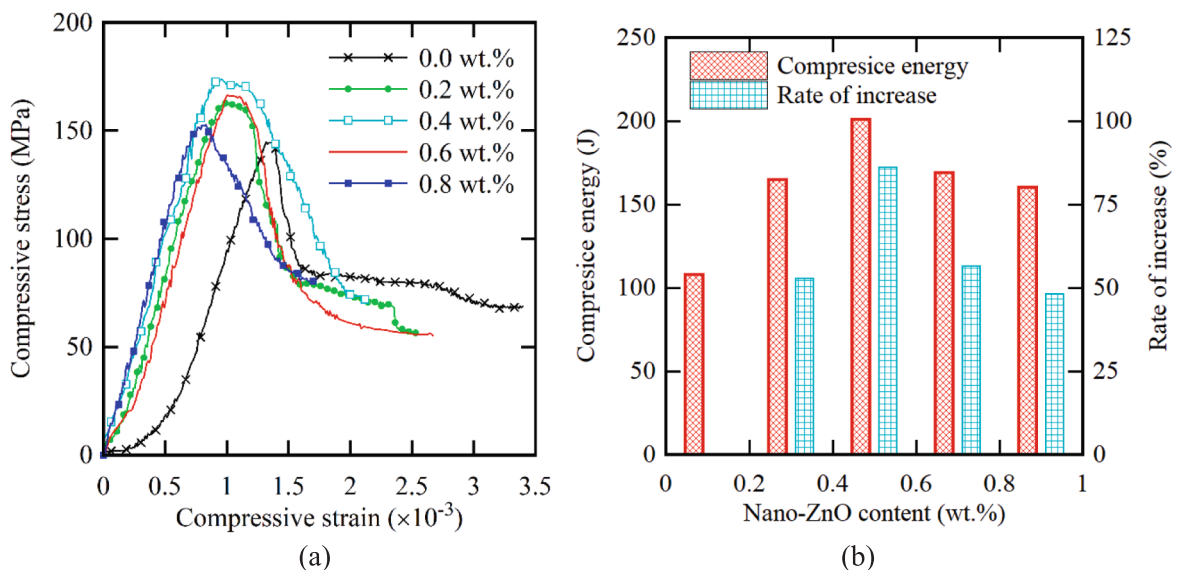 200
150
100
50
0
Compressive stress (MPa)
0.0 wt.%
0.2 wt.%
0.4 wt.%
0.6 wt.%
0.8 wt.%
0 0.5 1 1.5 2 2.5 3 3.5
Compressive strain (×10⁻³)
(a)
250
200
150
100
50
0
Compresice energy (J)
Compresice energy
Rate of increase
125
100
75
50
25
0
Rate of increase (%)
0 0.2 0.4 0.6 0.8 1
Nano-ZnO content (wt.%)
(b)